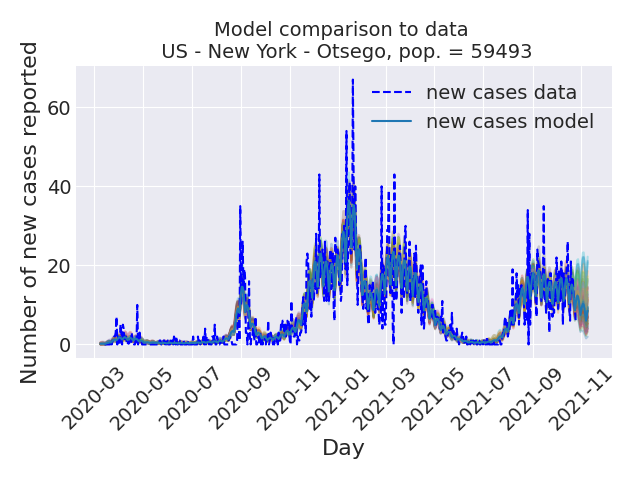 Model comparison to data
US - New York - Otsego, pop. = 59493
Number of new cases reported
60
40
20
0
new cases data
new cases model
2020-03
2020-05
2020-07
2020-09
2020-11
2021-01
2021-03
2021-05
2021-07
2021-09
2021-11
Day